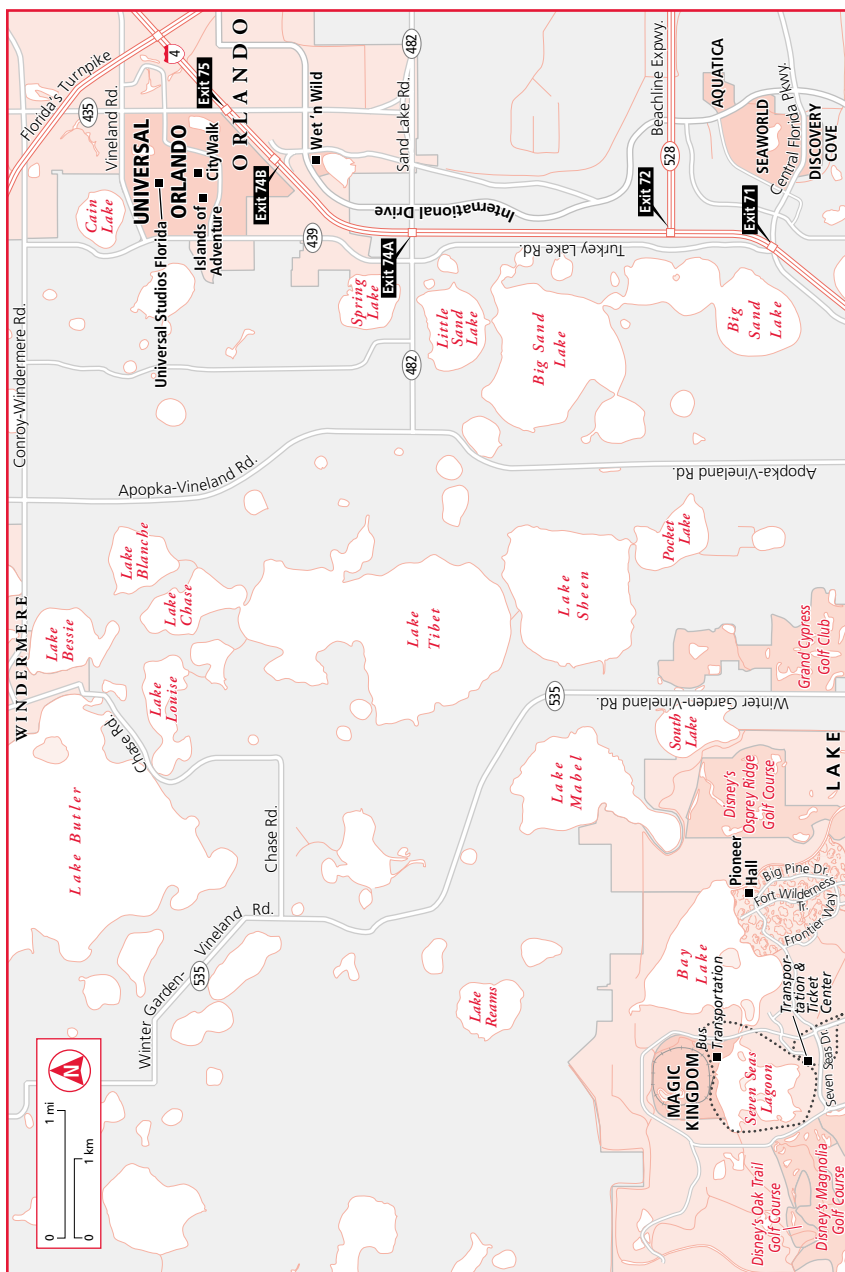 Florida's Turnpike
4
435
Vineland Rd.
Exit 75
ORLANDO
482
Sand Lake Rd.
Beachline Expwy.
528
AQUATICA
SEAWORLD
Central Florida Pkwy.
DISCOVERY
COVE
UNIVERSAL
ORLANDO
CityWalk
Wet 'n Wild
Exit 74B
Islands of
Adventure
Universal Studios Florida
Cain
Lake
439
International Drive
Exit 74A
Exit 72
Exit 71
Turkey Lake Rd.
Conroy-Windermere Rd.
Spring
Lake
Little
Sand
Lake
Big Sand
Lake
Big
Sand
Lake
482
Apopka-Vineland Rd.
Apopka-Vineland Rd.
WINDERMERE
Lake
Bessie
Lake
Blanche
Lake
Chase
Lake
Louise
Lake
Tibet
Lake
Sheen
Pocket
Lake
Grand Cypress
Golf Club
Chase Rd.
535
Winter Garden-Vineland Rd.
Lake Butler
Chase Rd.
Lake
Mabel
South
Lake
Disney's
Osprey Ridge
Golf Course
LAKE
Winter Garden-
Vineland
Rd.
535
Pioneer
Hall
Big Pine Dr.
Fort Wilderness
Tr.
Frontier Way
Bay
Lake
Lake
Reams
Bus
Transportation
Transpor-
tation &
Ticket
Center
MAGIC
KINGDOM
Seven Seas
Lagoon
Seven Seas Dr.
Disney's Oak Trail
Golf Course
Disney's Magnolia
Golf Course
N
0
1 mi
0
1 km